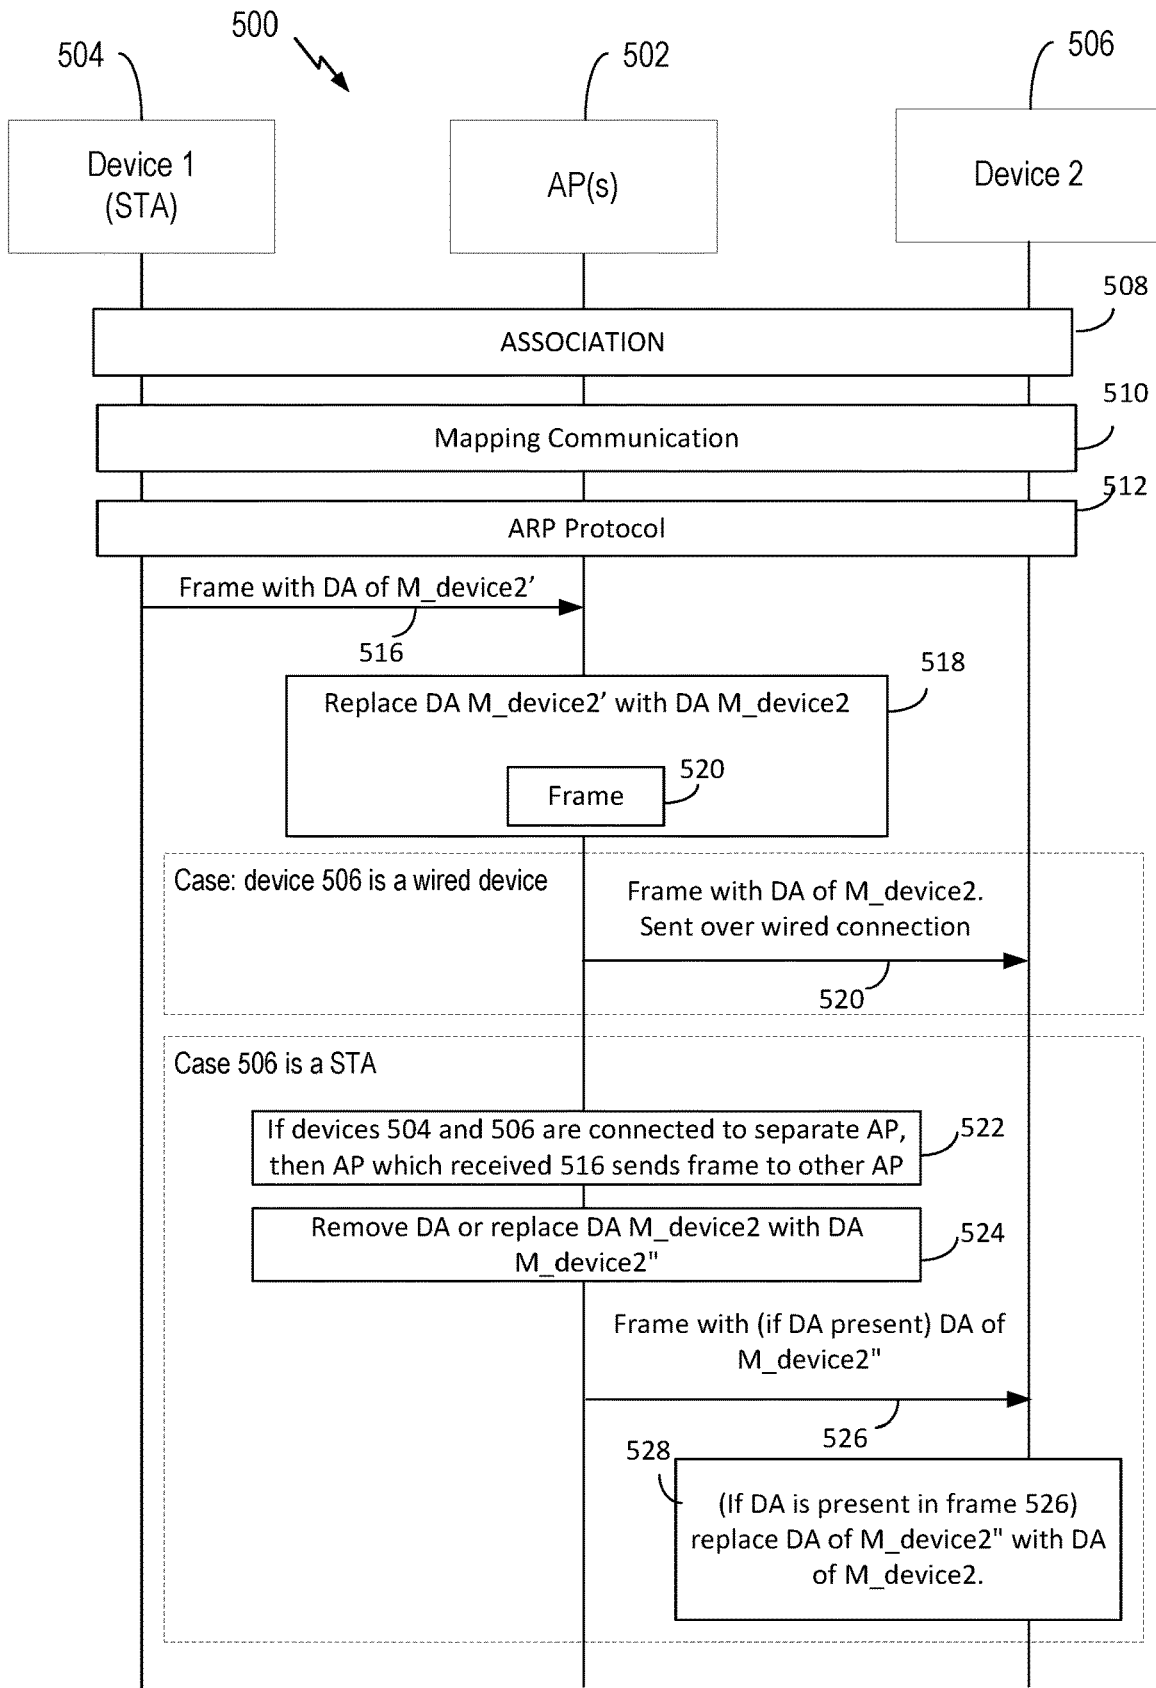 500
504
502
506
Device 1
(STA)
AP(s)
Device 2
508
ASSOCIATION
510
Mapping Communication
512
ARP Protocol
Frame with DA of M_device2'
516
518
Replace DA M_device2' with DA M_device2
520
Frame
Case: device 506 is a wired device
Frame with DA of M_device2.
Sent over wired connection
520
Case 506 is a STA
If devices 504 and 506 are connected to separate AP,
then AP which received 516 sends frame to other AP
522
Remove DA or replace DA M_device2 with DA
M_device2"
524
Frame with (if DA present) DA of
M_device2"
526
528
(If DA is present in frame 526)
replace DA of M_device2" with DA
of M_device2.